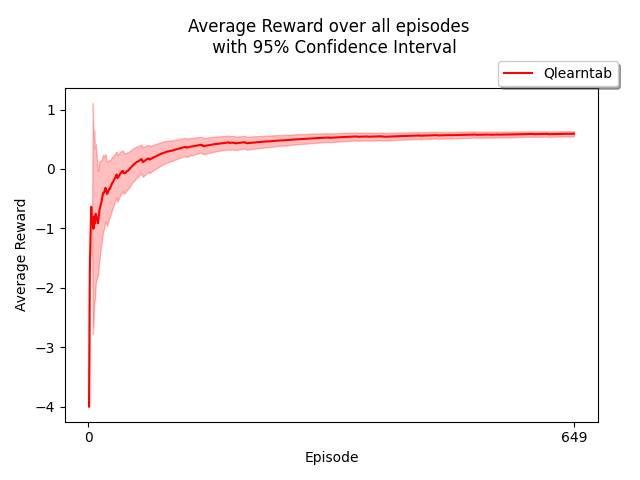 Average Reward over all episodes
with 95% Confidence Interval
Qlearntab
1
0
−1
−2
−3
−4
Average Reward
0
649
Episode